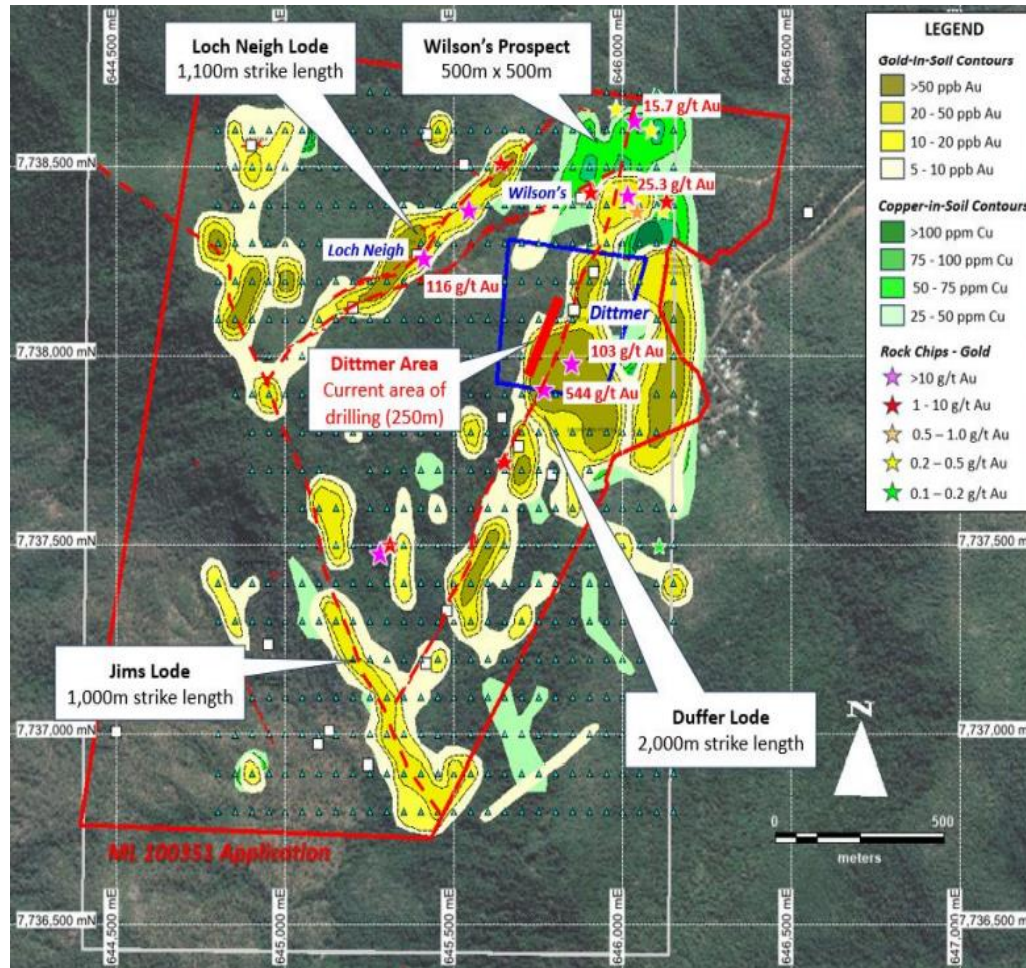 644,500 mE
645,000 mE
645,500 mE
646,000 mE
646,500 mE
Loch Neigh Lode
1,100m strike length
Wilson's Prospect
500m x 500m
LEGEND
Gold-In-Soil Contours
>50 ppb Au
20 - 50 ppb Au
10 - 20 ppb Au
5 - 10 ppb Au
Copper-in-Soil Contours
>100 ppm Cu
75 - 100 ppm Cu
50 - 75 ppm Cu
25 - 50 ppm Cu
Rock Chips - Gold
>10 g/t Au
1 - 10 g/t Au
0.5 – 1.0 g/t Au
0.2 – 0.5 g/t Au
0.1 – 0.2 g/t Au
15.7 g/t Au
7,738,500 mN
Wilson's
25.3 g/t Au
Loch Neigh
116 g/t Au
Dittmer
7,738,000 mN
Dittmer Area
Current area of
drilling (250m)
103 g/t Au
544 g/t Au
7,737,500 mN
7,737,500 mN
Jims Lode
1,000m strike length
Duffer Lode
2,000m strike length
7,737,000 mN
7,737,000 mN
N
0
500
meters
ML 100351 Application
7,736,500 mN
7,736,500 mN
644,500 mE
645,000 mE
645,500 mE
646,000 mE
646,500 mE
647,000 mE